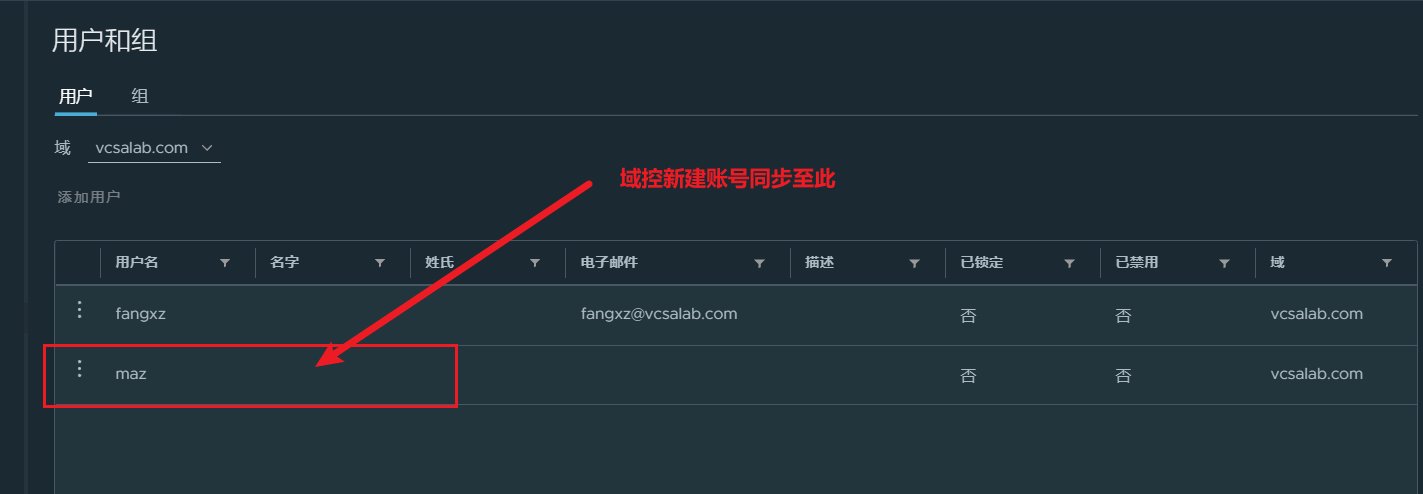 用户和组
用户 组
域 vcsalab.com
域控新建账号同步至此
添加用户
用户名 名字 姓氏 电子邮件 描述 已锁定 已禁用 域
fangxz fangxz@vcsalab.com 否 否 vcsalab.com
maz 否 否 vcsalab.com